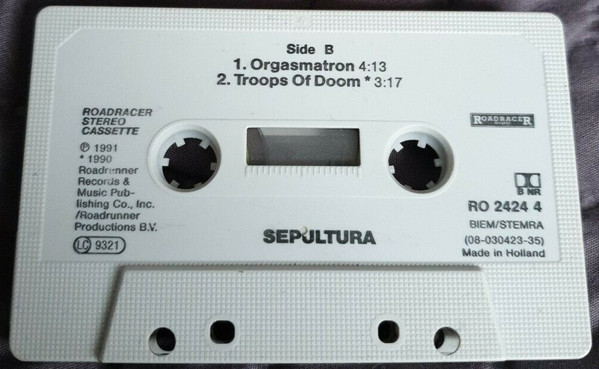 Side B
1. Orgasmatron 4:13
2. Troops Of Doom * 3:17
ROADRACER
STEREO
CASSETTE
℗ 1991
* 1990
Roadrunner
Records &
Music Pub-
lishing Co., Inc.
/Roadrunner
Productions B.V.
LC 9321
ROADRACER
B NR
RO 2424 4
BIEM/STEMRA
(08-030423-35)
Made in Holland
SEPULTURA